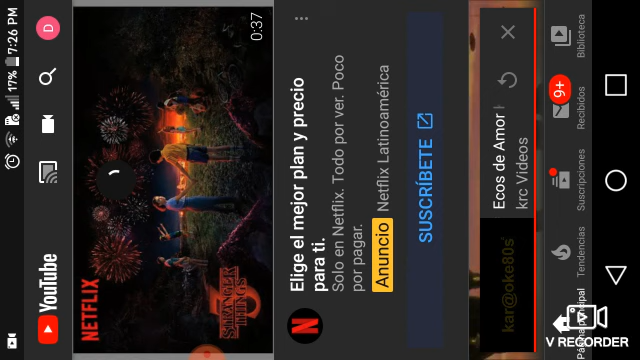 17% 7:26 PM
YouTube
D
NETFLIX
STRANGER
THINGS
3
0:37
N
Elige el mejor plan y precio
para ti.
Solo en Netflix. Todo por ver. Poco
por pagar.
Anuncio Netflix Latinoamérica
SUSCRÍBETE
kar@oke80s'
Ecos de Amor
krc Videos
Página principal
Tendencias
Suscripciones
9+
Recibidos
Biblioteca
V RECORDER